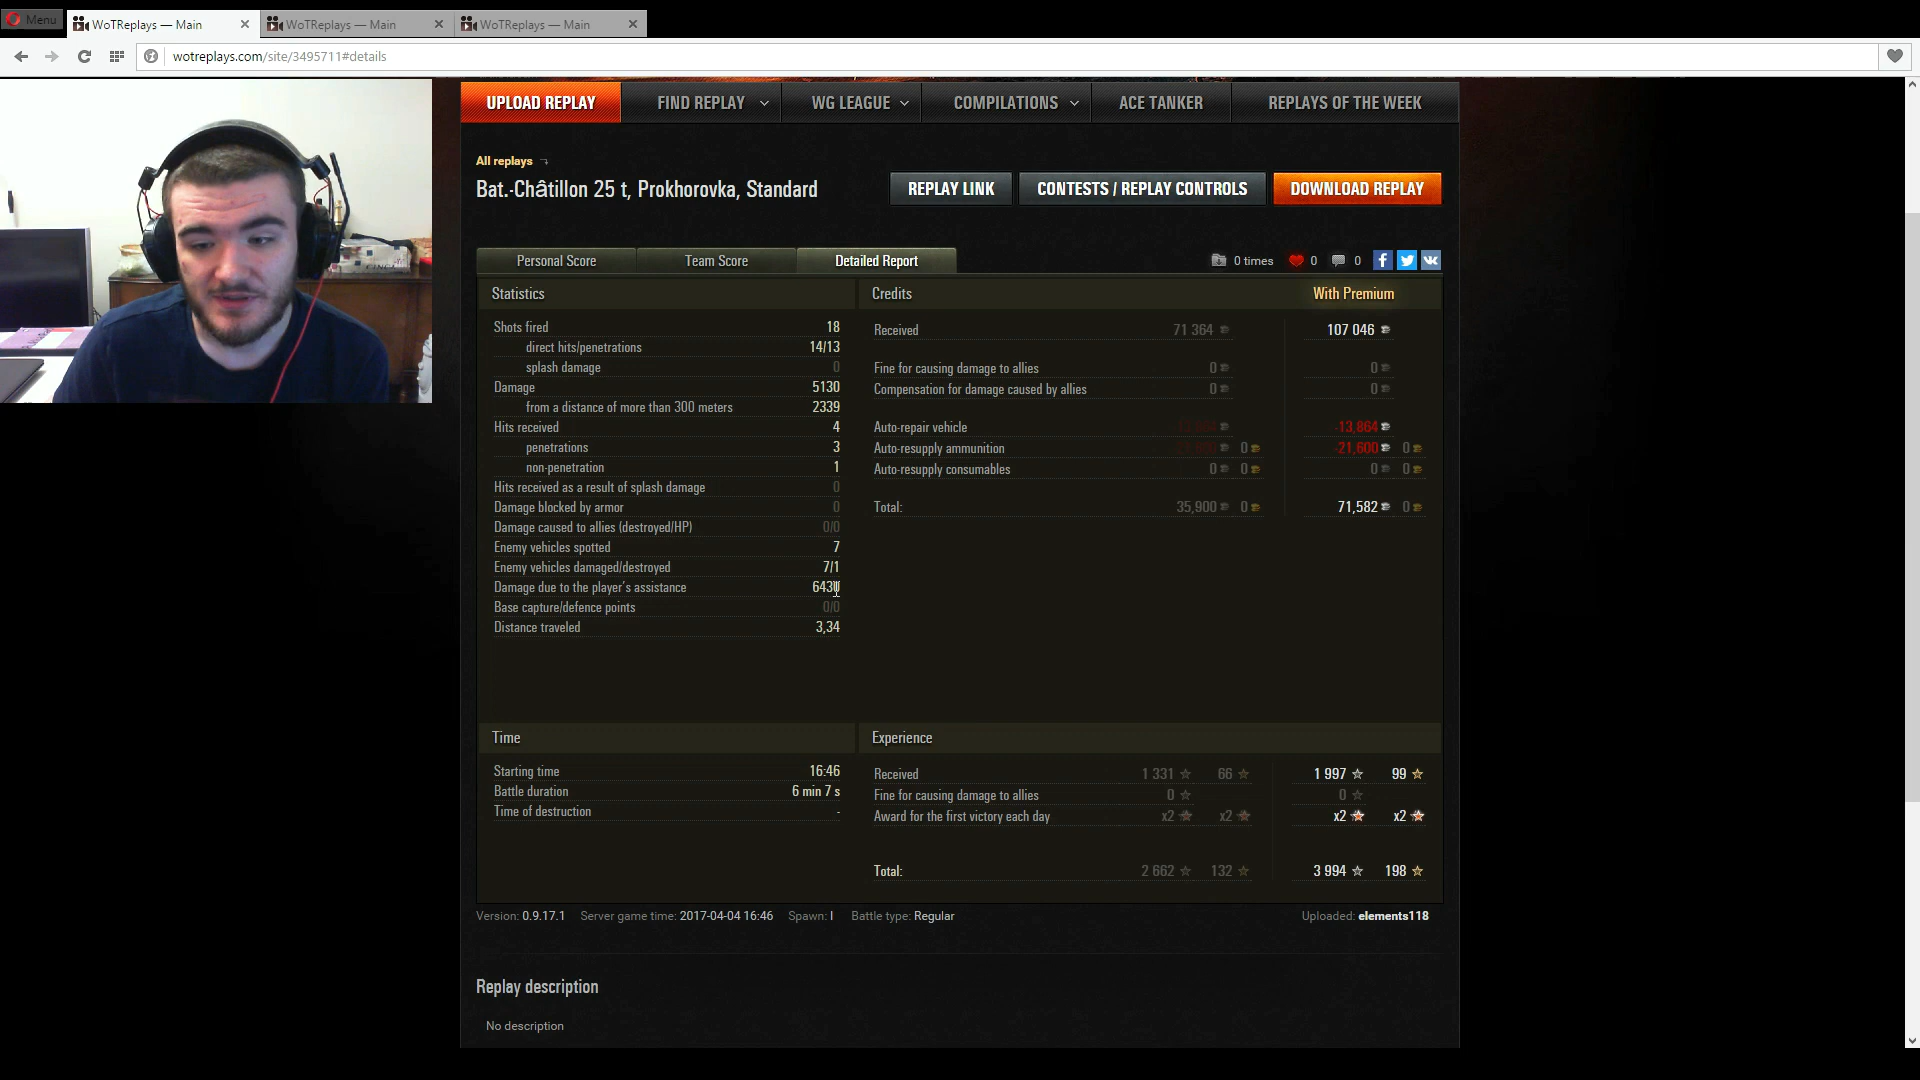 Menu
WoTReplays — Main
WoTReplays — Main
WoTReplays — Main
wotreplays.com/site/3495711#details
UPLOAD REPLAY
FIND REPLAY
WG LEAGUE
COMPILATIONS
ACE TANKER
REPLAYS OF THE WEEK
All replays
Bat.-Châtillon 25 t, Prokhorovka, Standard
REPLAY LINK
CONTESTS / REPLAY CONTROLS
DOWNLOAD REPLAY
Personal Score
Team Score
Detailed Report
0 times
0
0
Statistics
Shots fired 18
direct hits/penetrations 14/13
splash damage 0
Damage 5130
from a distance of more than 300 meters 2339
Hits received 4
penetrations 3
non-penetration 1
Hits received as a result of splash damage 0
Damage blocked by armor 0
Damage caused to allies (destroyed/HP) 0/0
Enemy vehicles spotted 7
Enemy vehicles damaged/destroyed 7/1
Damage due to the player's assistance
Base capture/defence points 0/0
Distance traveled 3,34
Credits With Premium
Received 71 364 107 046
Fine for causing damage to allies 0 0
Compensation for damage caused by allies 0 0
Auto-repair vehicle -13,864
Auto-resupply ammunition 0 -21,600 0
Auto-resupply consumables 0 0 0 0
Total: 35,900 0 71,582 0
Time
Starting time 16:46
Battle duration 6 min 7 s
Time of destruction -
Experience
Received 1 331 66 1 997 99
Fine for causing damage to allies 0 0
Award for the first victory each day x2 x2 x2 x2
Total: 2 662 132 3 994 198
Version: 0.9.17.1 Server game time: 2017-04-04 16:46 Spawn: I Battle type: Regular
Uploaded: elements118
Replay description
No description